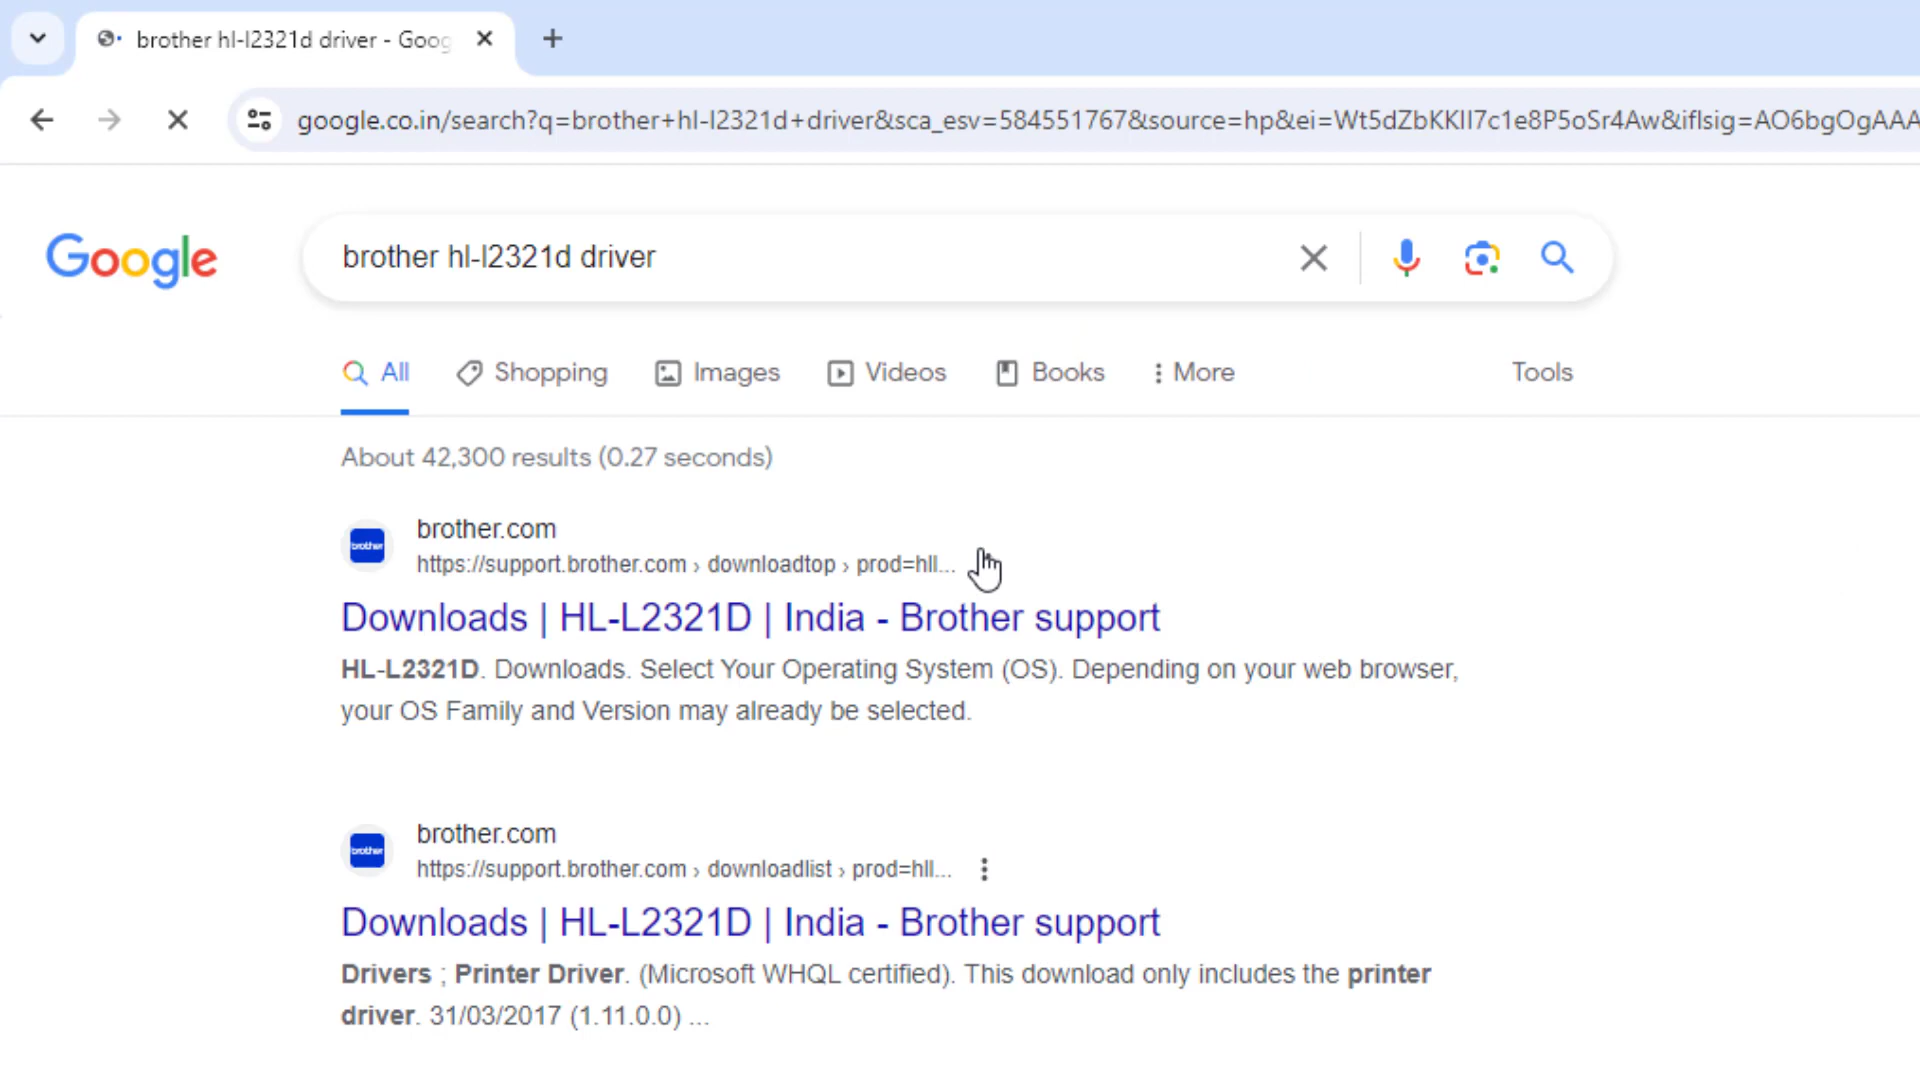 brother hl-l2321d driver - Goog
google.co.in/search?q=brother+hl-l2321d+driver&sca_esv=584551767&source=hp&ei=Wt5dZbKKII7c1e8P5oSr4Aw&iflsig=AO6bgOgAAA
Google
brother hl-l2321d driver
All Shopping Images Videos Books More Tools
About 42,300 results (0.27 seconds)
brother
brother.com
https://support.brother.com › downloadtop › prod=hll...
Downloads | HL-L2321D | India - Brother support
HL-L2321D. Downloads. Select Your Operating System (OS). Depending on your web browser,
your OS Family and Version may already be selected.
brother
brother.com
https://support.brother.com › downloadlist › prod=hll...
Downloads | HL-L2321D | India - Brother support
Drivers ; Printer Driver. (Microsoft WHQL certified). This download only includes the printer
driver. 31/03/2017 (1.11.0.0) ...